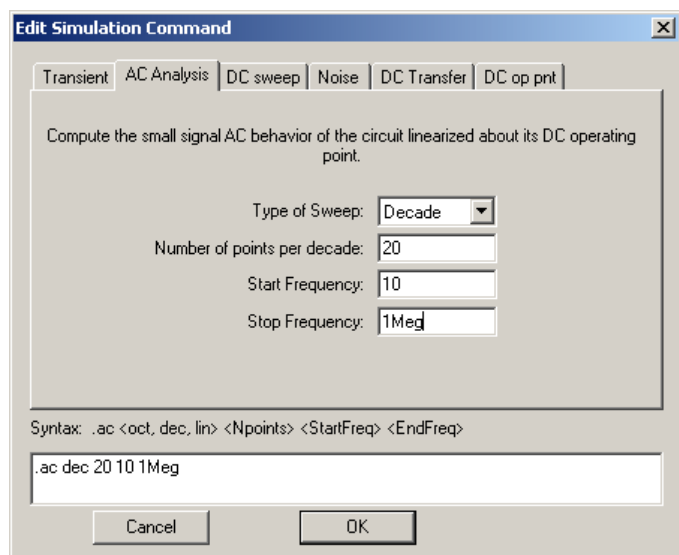 Edit Simulation Command
Transient AC Analysis DC sweep Noise DC Transfer DC op pnt
Compute the small signal AC behavior of the circuit linearized about its DC operating
point.
Type of Sweep: Decade
Number of points per decade: 20
Start Frequency: 10
Stop Frequency: 1Meg
Syntax: .ac <oct, dec, lin> <Npoints> <StartFreq> <EndFreq>
.ac dec 20 10 1Meg
Cancel OK